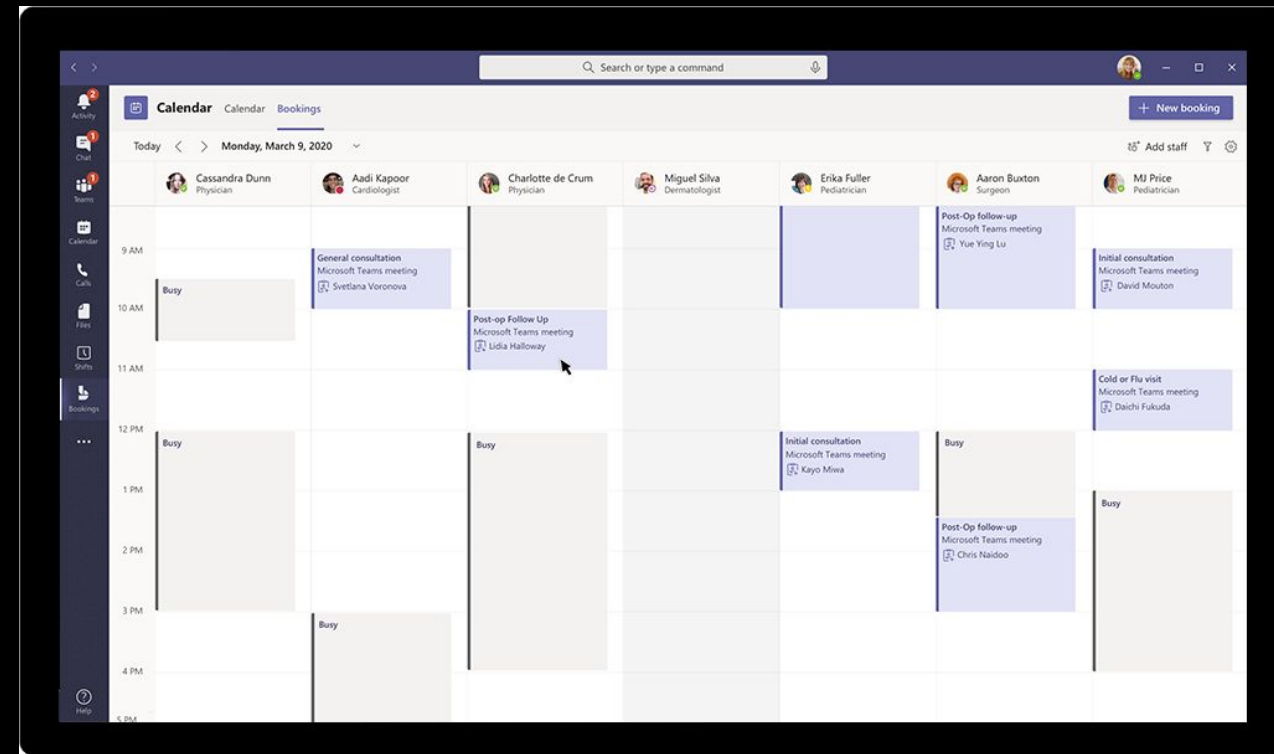 Search or type a command
2
Activity
1
Chat
1
Teams
Calendar
Calls
Files
Shifts
Bookings
Help
Calendar Calendar Bookings
+ New booking
Today Monday, March 9, 2020
Add staff
Cassandra Dunn
Physician
Aadi Kapoor
Cardiologist
Charlotte de Crum
Physician
Miguel Silva
Dermatologist
Erika Fuller
Pediatrician
Aaron Buxton
Surgeon
MJ Price
Pediatrician
9 AM
10 AM
11 AM
12 PM
1 PM
2 PM
3 PM
4 PM
5 PM
Busy
Busy
General consultation
Microsoft Teams meeting
Svetlana Voronova
Busy
Post-op Follow Up
Microsoft Teams meeting
Lidia Halloway
Busy
Initial consultation
Microsoft Teams meeting
Kayo Miwa
Post-Op follow-up
Microsoft Teams meeting
Yue Ying Lu
Busy
Post-Op follow-up
Microsoft Teams meeting
Chris Naidoo
Initial consultation
Microsoft Teams meeting
David Mouton
Cold or Flu visit
Microsoft Teams meeting
Daichi Fukuda
Busy